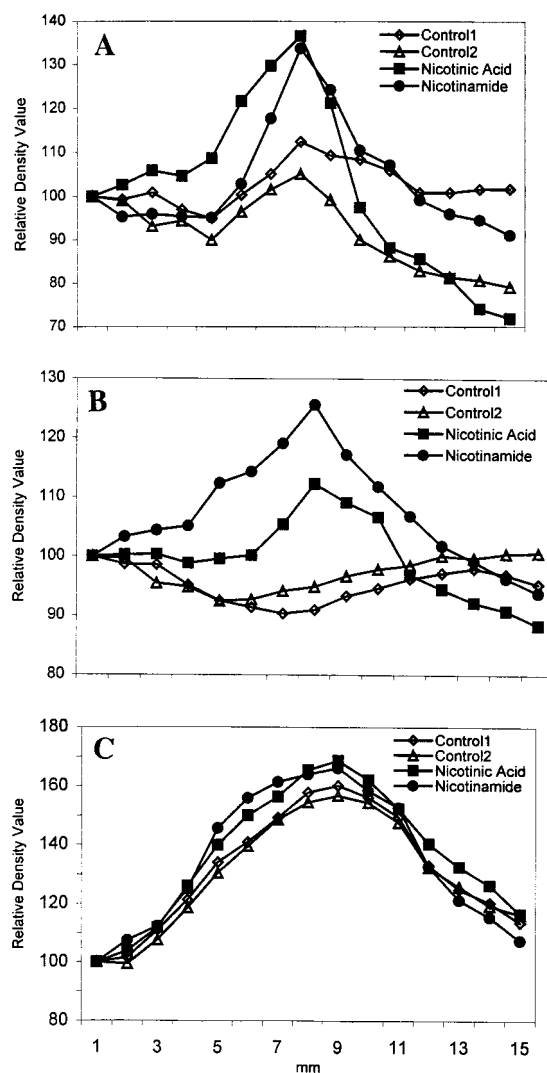 A
Relative Density Value
140
130
120
110
100
90
80
70
Control1
Control2
Nicotinic Acid
Nicotinamide
B
Relative Density Value
130
120
110
100
90
80
Control1
Control2
Nicotinic Acid
Nicotinamide
C
Relative Density Value
180
160
140
120
100
80
Control1
Control2
Nicotinic Acid
Nicotinamide
1 3 5 7 9 11 13 15
mm